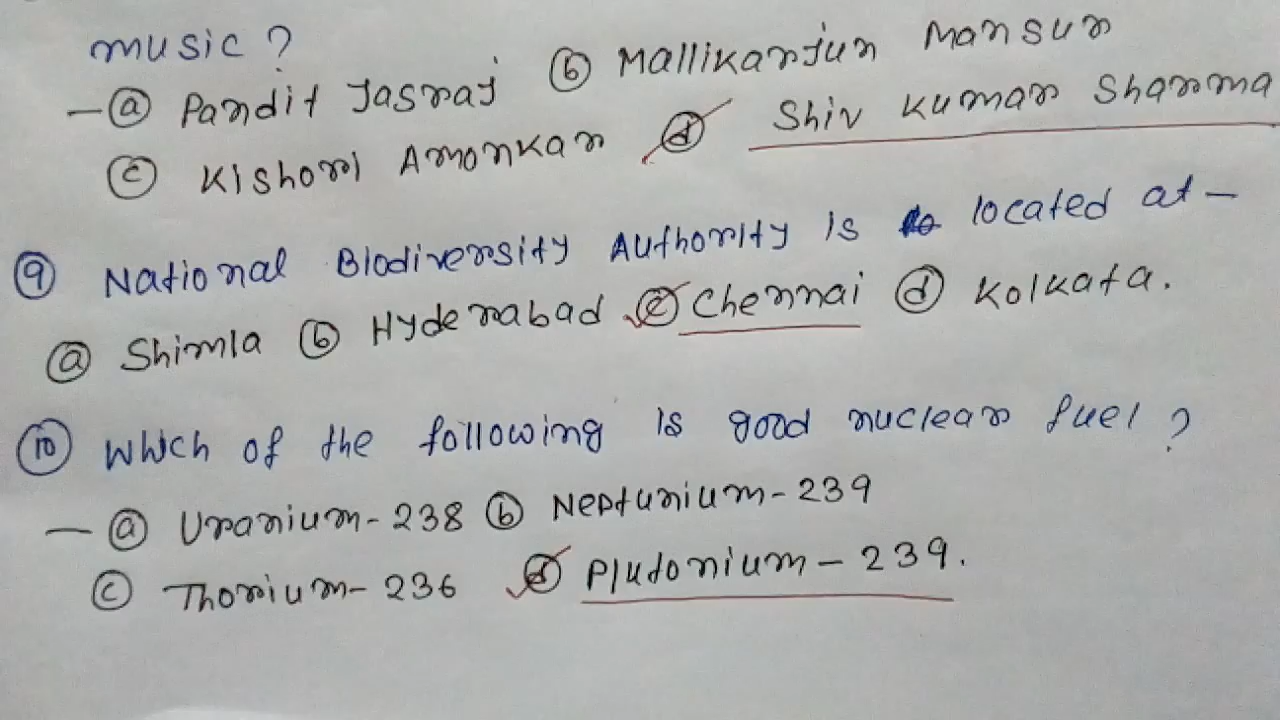 music?
— (a) Pandit Jasraj (b) Mallikarjun Mansur
(c) Kishori Amonkar (d) Shiv Kumar Sharma
(9) National Biodiversity Authority is located at —
(a) Shimla (b) Hyderabad (c) Chennai (d) Kolkata.
(10) Which of the following is good nuclear fuel?
— (a) Uranium - 238 (b) Neptunium - 239
(c) Thorium - 236 (d) Plutonium - 239.